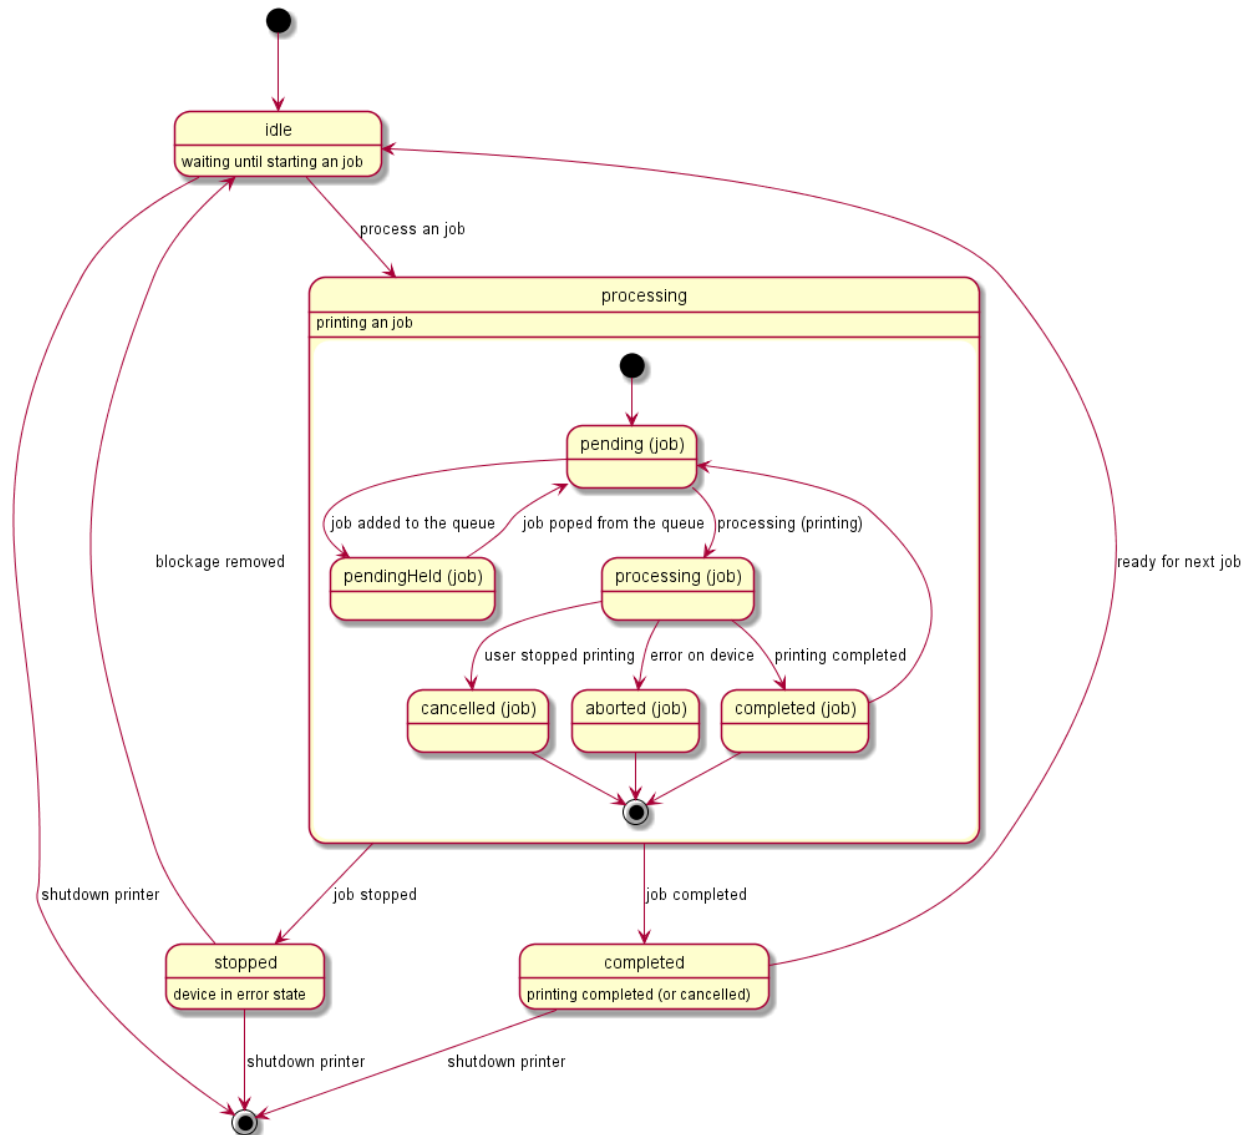 idle
waiting until starting an job
process an job
processing
printing an job
pending (job)
job added to the queue
job poped from the queue
processing (printing)
blockage removed
ready for next job
pendingHeld (job)
processing (job)
user stopped printing
error on device
printing completed
cancelled (job)
aborted (job)
completed (job)
shutdown printer
job stopped
job completed
stopped
device in error state
completed
printing completed (or cancelled)
shutdown printer
shutdown printer